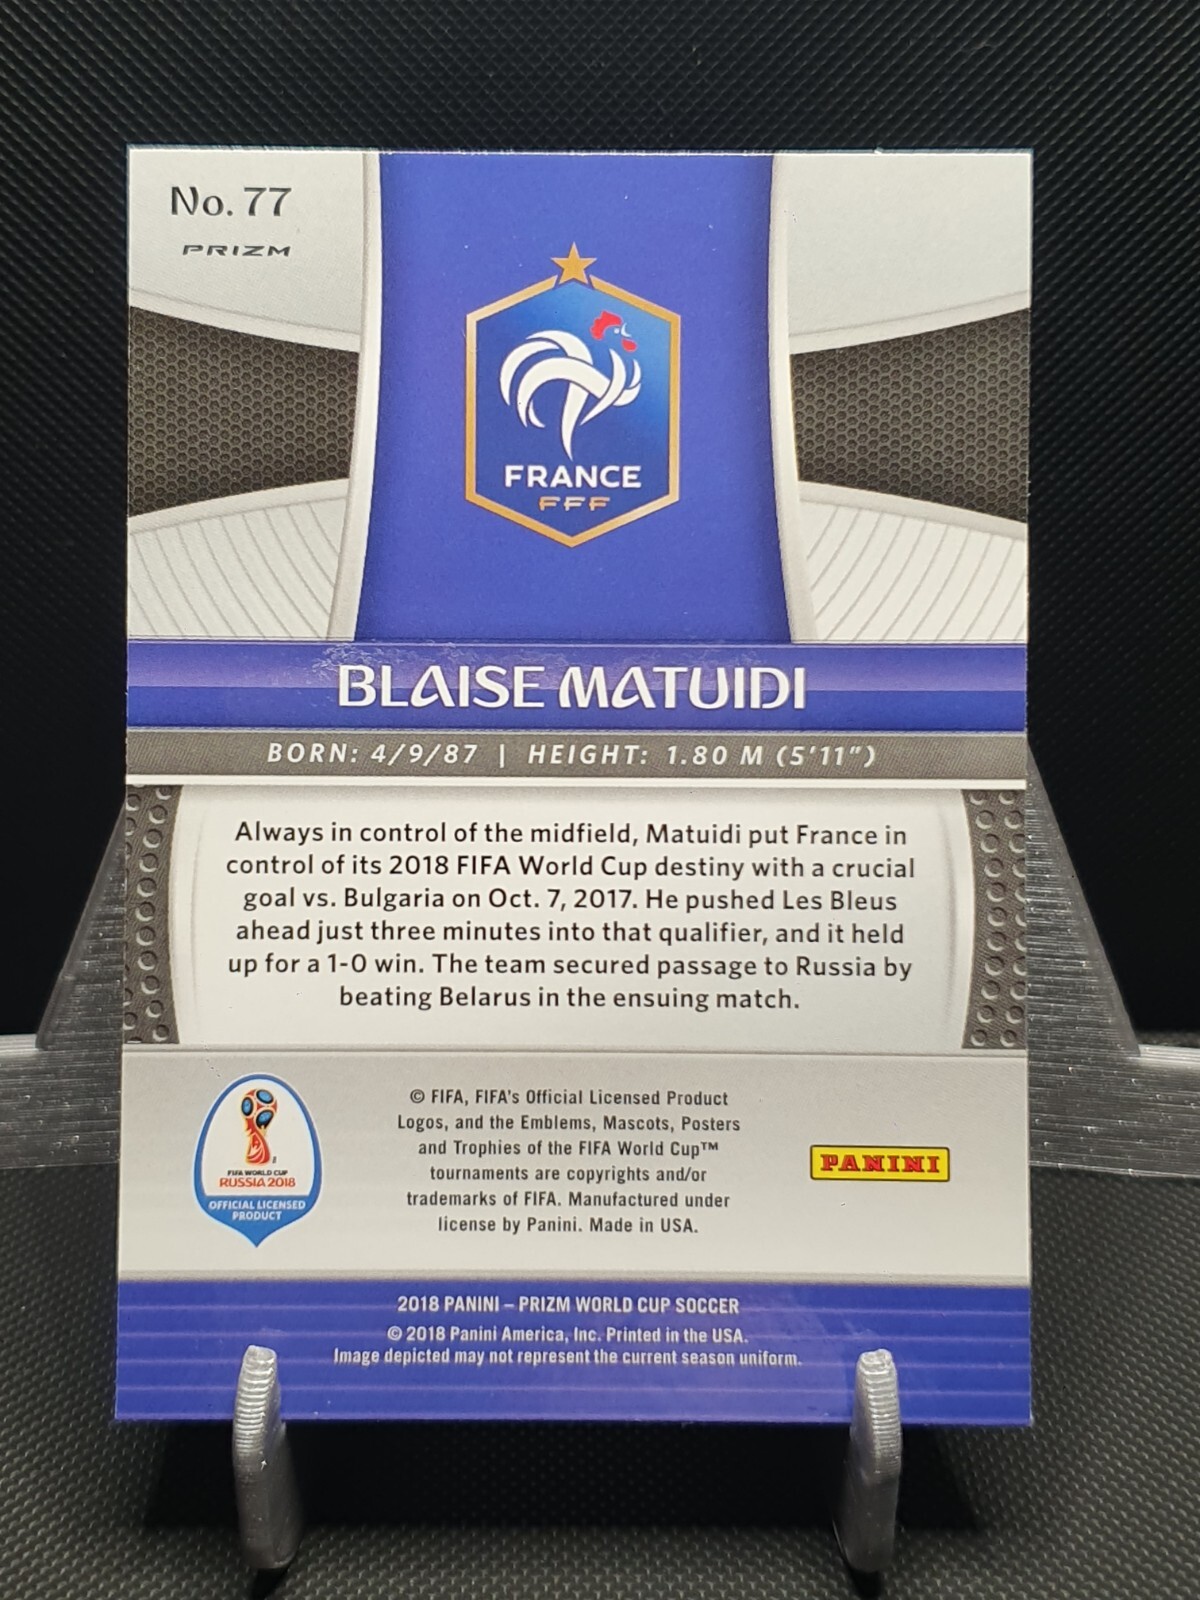 No. 77
PRIZM
FRANCE
FFF
BLAISE MATUIDI
BORN: 4/9/87 | HEIGHT: 1.80 M (5'11")
Always in control of the midfield, Matuidi put France in
control of its 2018 FIFA World Cup destiny with a crucial
goal vs. Bulgaria on Oct. 7, 2017. He pushed Les Bleus
ahead just three minutes into that qualifier, and it held
up for a 1-0 win. The team secured passage to Russia by
beating Belarus in the ensuing match.
FIFA WORLD CUP
RUSSIA 2018
OFFICIAL LICENSED
PRODUCT
© FIFA, FIFA's Official Licensed Product
Logos, and the Emblems, Mascots, Posters
and Trophies of the FIFA World Cup™
tournaments are copyrights and/or
trademarks of FIFA. Manufactured under
license by Panini. Made in USA.
PANINI
2018 PANINI – PRIZM WORLD CUP SOCCER
© 2018 Panini America, Inc. Printed in the USA.
Image depicted may not represent the current season uniform.